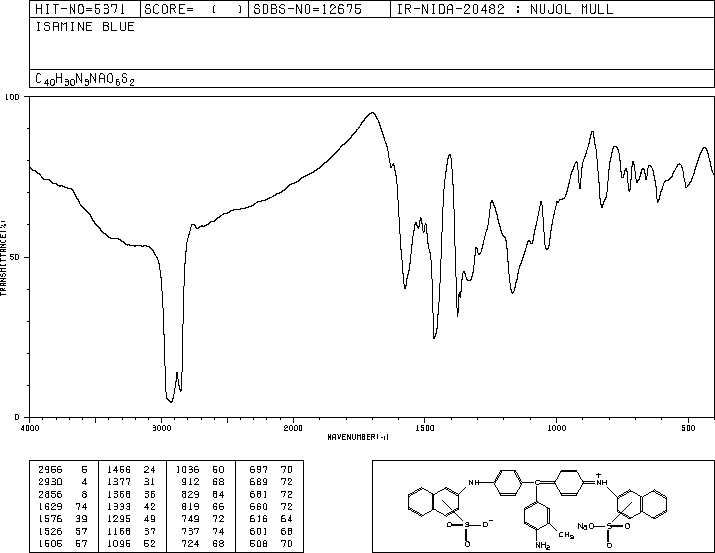 HIT-NO=5371 SCORE= ( ) SDBS-NO=12675 IR-NIDA-20482 : NUJOL MULL
ISAMINE BLUE
C40H30N3NAO6S2
100
50
0
TRANSMITTANCE(%)
4000 3000 2000 1500 1000 500
WAVENUMBER(-1)
2956 5 1466 24 1036 50 697 70
2930 4 1377 31 912 68 689 72
2856 8 1368 36 829 64 681 72
1629 74 1333 42 819 66 660 72
1576 39 1295 49 749 72 616 64
1526 57 1168 37 737 74 601 68
1505 57 1095 52 724 68 508 70
NH C NH+
O S O-
O
CH3
NH2
NaO S O
O